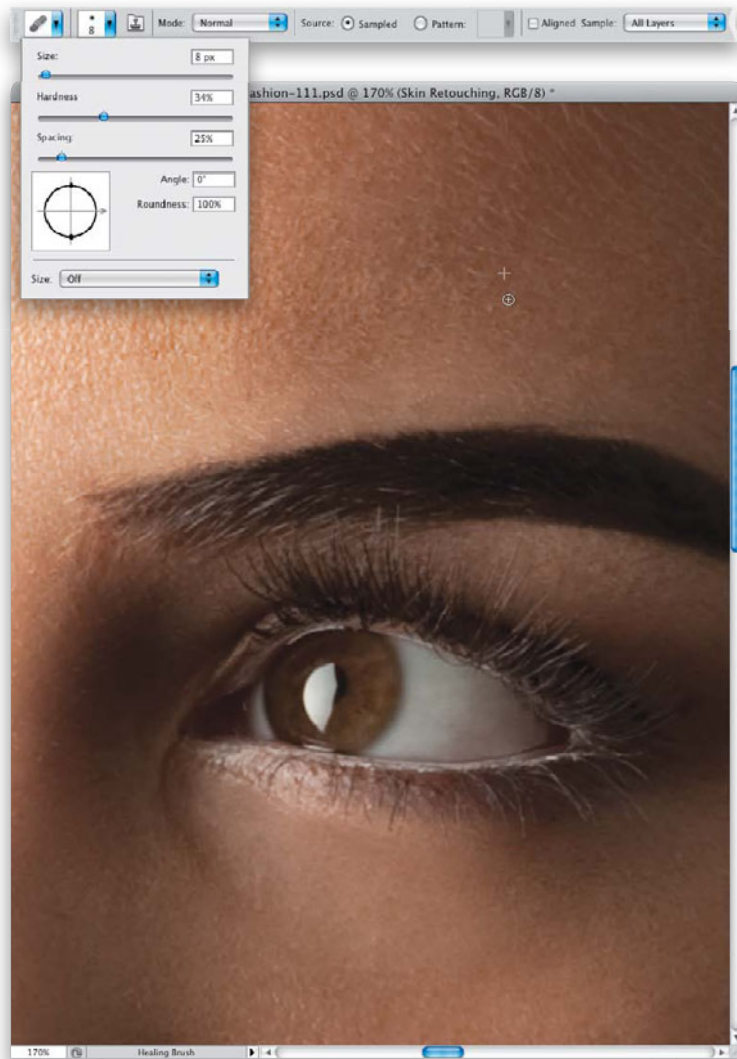 8 Mode: Normal Source: Sampled Pattern: Aligned Sample: All Layers
Size: 8 px
ashion-111.psd @ 170% (Skin Retouching, RGB/8) *
Hardness 34%
Spacing: 25%
Angle: 0°
Roundness: 100%
Size: Off
170% Healing Brush